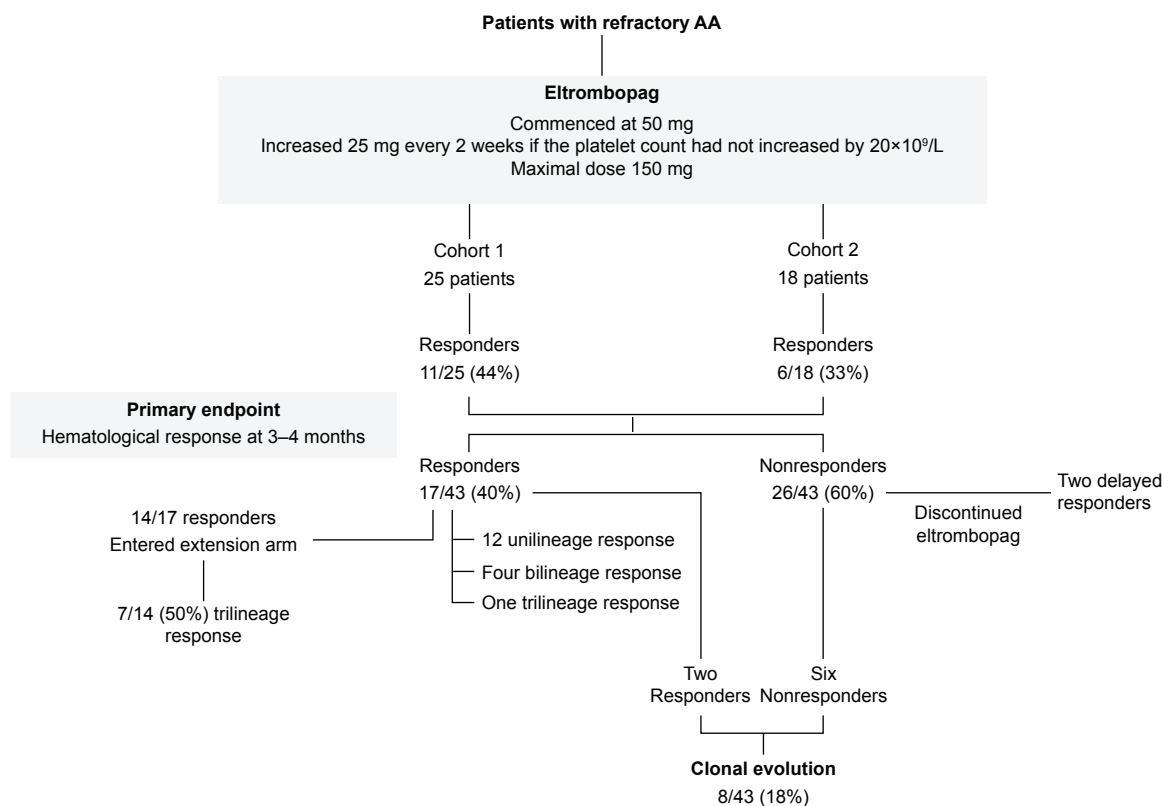 Patients with refractory AA
Eltrombopag
Commenced at 50 mg
Increased 25 mg every 2 weeks if the platelet count had not increased by 20×10⁹/L
Maximal dose 150 mg
Cohort 1
25 patients
Cohort 2
18 patients
Responders
11/25 (44%)
Responders
6/18 (33%)
Primary endpoint
Hematological response at 3–4 months
Responders
17/43 (40%)
Nonresponders
26/43 (60%)
Two delayed
responders
Discontinued
eltrombopag
14/17 responders
Entered extension arm
12 unilineage response
Four bilineage response
One trilineage response
7/14 (50%) trilineage
response
Two
Responders
Six
Nonresponders
Clonal evolution
8/43 (18%)